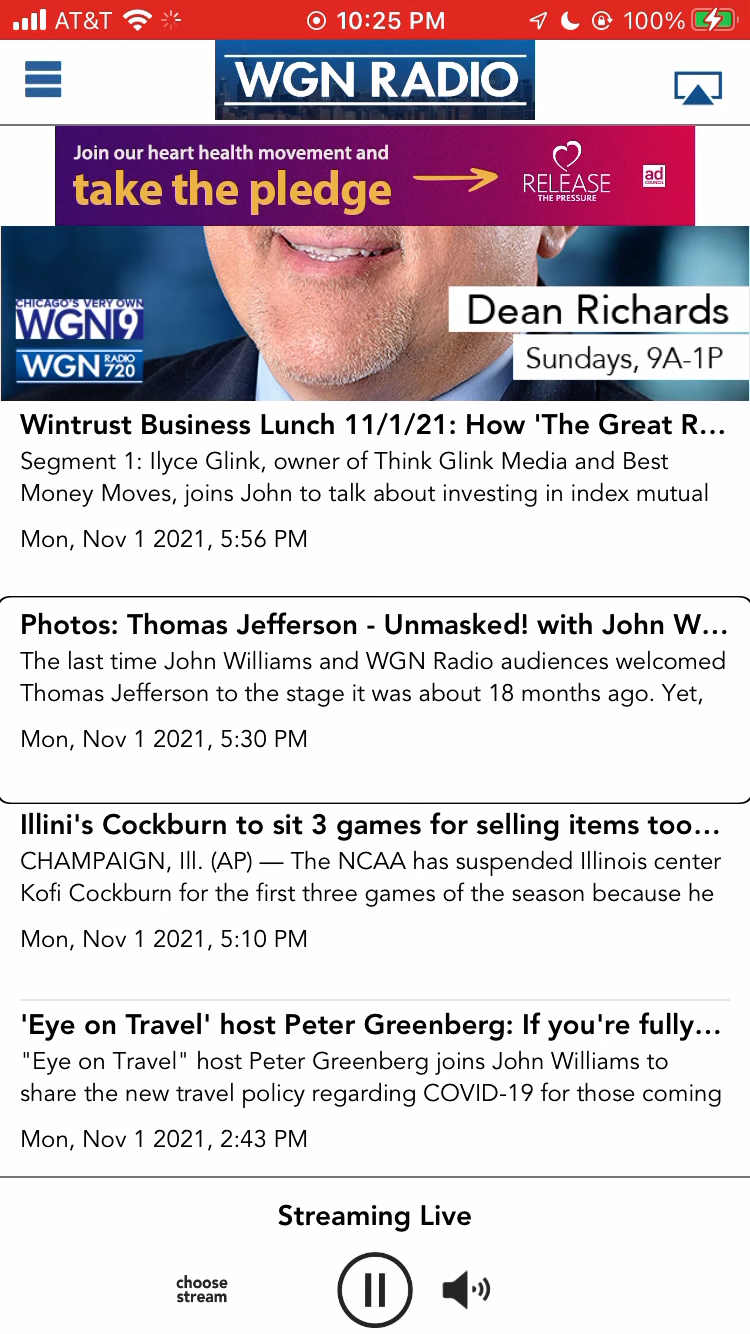 AT&T 10:25 PM 100%
WGN RADIO
Join our heart health movement and
take the pledge
RELEASE
THE PRESSURE
ad
COUNCIL
CHICAGO'S VERY OWN
WGN9
WGN RADIO 720
Dean Richards
Sundays, 9A-1P
Wintrust Business Lunch 11/1/21: How 'The Great R...
Segment 1: Ilyce Glink, owner of Think Glink Media and Best
Money Moves, joins John to talk about investing in index mutual
Mon, Nov 1 2021, 5:56 PM
Photos: Thomas Jefferson - Unmasked! with John W...
The last time John Williams and WGN Radio audiences welcomed
Thomas Jefferson to the stage it was about 18 months ago. Yet,
Mon, Nov 1 2021, 5:30 PM
Illini's Cockburn to sit 3 games for selling items too...
CHAMPAIGN, Ill. (AP) — The NCAA has suspended Illinois center
Kofi Cockburn for the first three games of the season because he
Mon, Nov 1 2021, 5:10 PM
'Eye on Travel' host Peter Greenberg: If you're fully...
"Eye on Travel" host Peter Greenberg joins John Williams to
share the new travel policy regarding COVID-19 for those coming
Mon, Nov 1 2021, 2:43 PM
Streaming Live
choose
stream